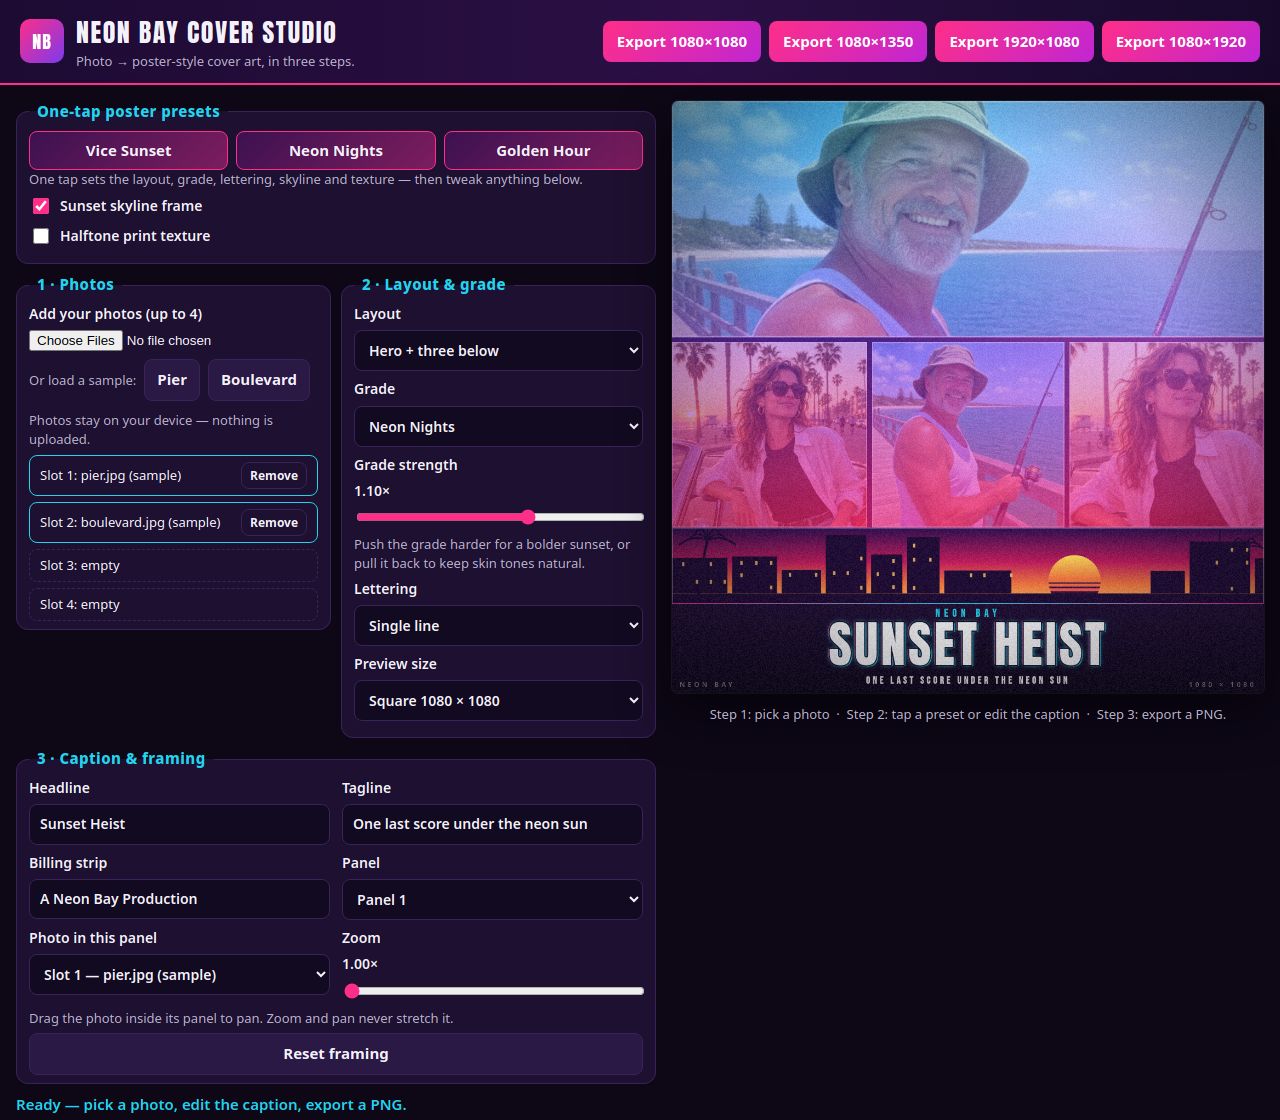 NB
NEON BAY COVER STUDIO
Photo → poster-style cover art, in three steps.
Export 1080×1080
Export 1080×1350
Export 1920×1080
Export 1080×1920
One-tap poster presets
Vice Sunset
Neon Nights
Golden Hour
One tap sets the layout, grade, lettering, skyline and texture — then tweak anything below.
Sunset skyline frame
Halftone print texture
1 · Photos
Add your photos (up to 4)
Choose Files No file chosen
Or load a sample: Pier Boulevard
Photos stay on your device — nothing is
uploaded.
Slot 1: pier.jpg (sample) Remove
Slot 2: boulevard.jpg (sample) Remove
Slot 3: empty
Slot 4: empty
2 · Layout & grade
Layout
Hero + three below
Grade
Neon Nights
Grade strength
1.10×
Push the grade harder for a bolder sunset, or
pull it back to keep skin tones natural.
Lettering
Single line
Preview size
Square 1080 × 1080
3 · Caption & framing
Headline
Sunset Heist
Tagline
One last score under the neon sun
Billing strip
A Neon Bay Production
Panel
Panel 1
Photo in this panel
Slot 1 — pier.jpg (sample)
Zoom
1.00×
Drag the photo inside its panel to pan. Zoom and pan never stretch it.
Reset framing
Ready — pick a photo, edit the caption, export a PNG.
NEON BAY
SUNSET HEIST
ONE LAST SCORE UNDER THE NEON SUN
NEON BAY
1080 × 1080
Step 1: pick a photo · Step 2: tap a preset or edit the caption · Step 3: export a PNG.